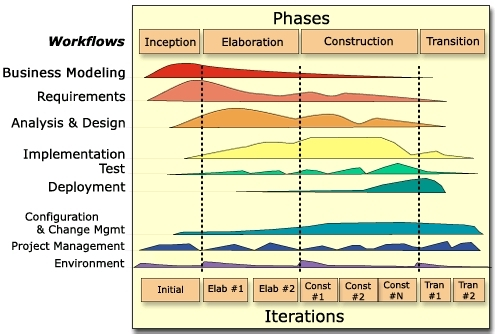 Phases
Workflows
Inception
Elaboration
Construction
Transition
Business Modeling
Requirements
Analysis & Design
Implementation
Test
Deployment
Configuration
& Change Mgmt
Project Management
Environment
Initial
Elab #1
Elab #2
Const
#1
Const
#2
Const
#N
Tran
#1
Tran
#2
Iterations